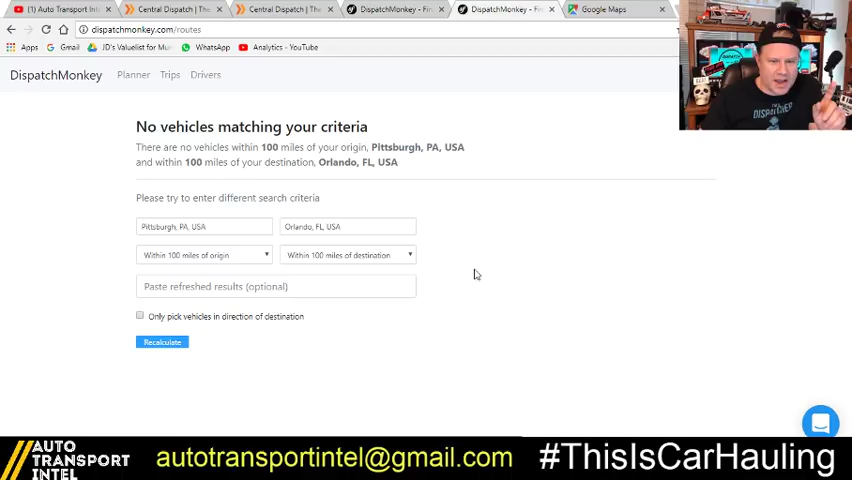 (1) Auto Transport Int
Central Dispatch | The
Central Dispatch | The
DispatchMonkey - Fin
DispatchMonkey - Fi
Google Maps
dispatchmonkey.com/routes
Apps
Gmail
JD's Valuelist for Mu
WhatsApp
Analytics - YouTube
DispatchMonkey
Planner
Trips
Drivers
No vehicles matching your criteria
There are no vehicles within 100 miles of your origin, Pittsburgh, PA, USA
and within 100 miles of your destination, Orlando, FL, USA
Please try to enter different search criteria
Pittsburgh, PA, USA
Orlando, FL, USA
Within 100 miles of origin
Within 100 miles of destination
Paste refreshed results (optional)
Only pick vehicles in direction of destination
Recalculate
AUTO
TRANSPORT
INTEL
autotransportintel@gmail.com
#ThisIsCarHauling